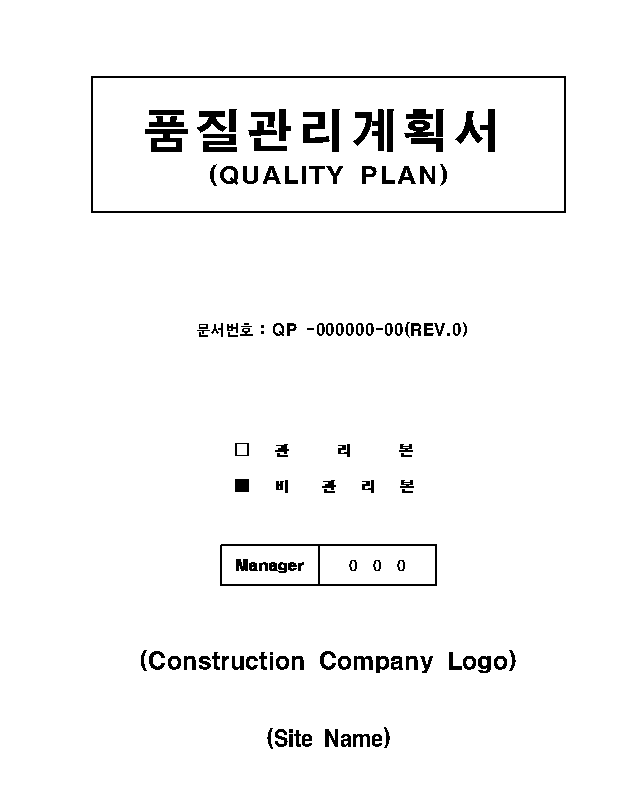 품질관리계획서
(QUALITY PLAN)
문서번호 : QP -000000-00(REV.0)
□ 관 리 본
■ 비 관 리 본
Manager 0 0 0
(Construction Company Logo)
(Site Name)